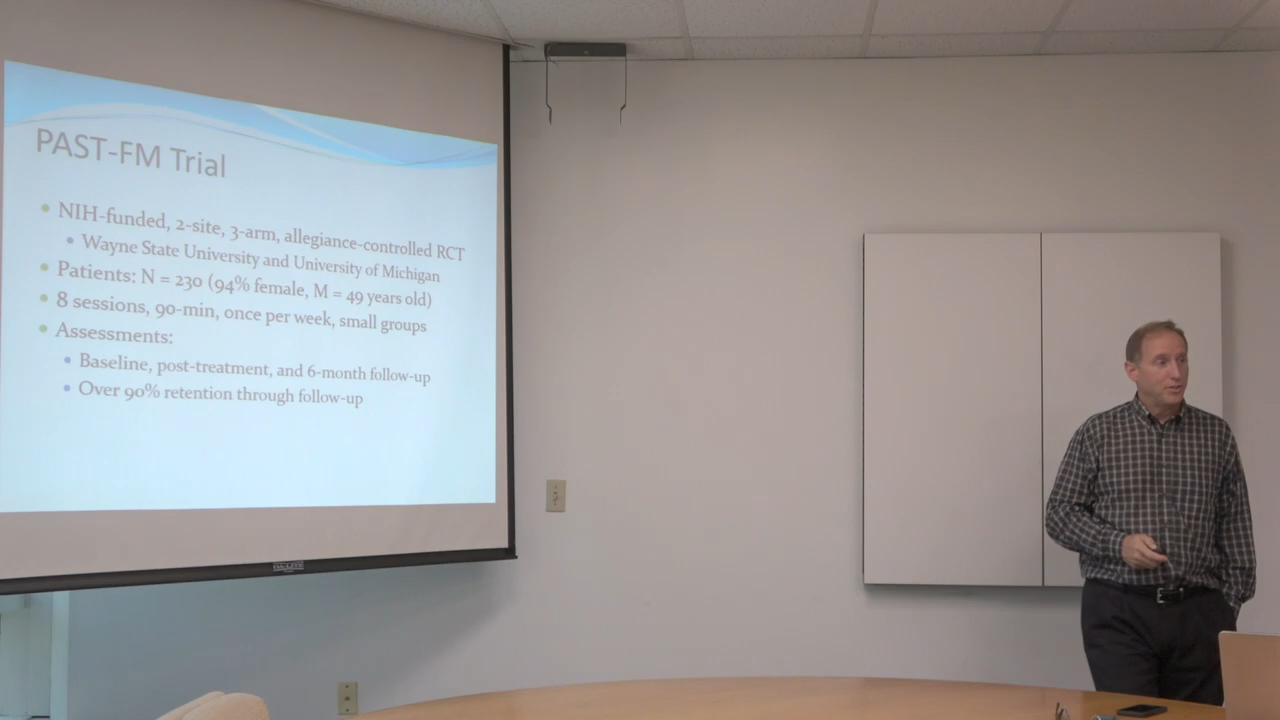 PAST-FM Trial
NIH-funded, 2-site, 3-arm, allegiance-controlled RCT
Wayne State University and University of Michigan
Patients: N = 230 (94% female, M = 49 years old)
8 sessions, 90-min, once per week, small groups
Assessments:
Baseline, post-treatment, and 6-month follow-up
Over 90% retention through follow-up